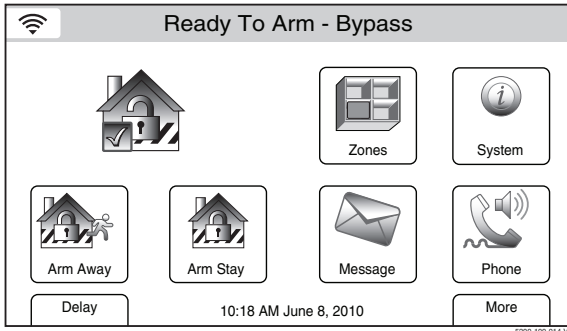 Ready To Arm - Bypass
Zones
System
Arm Away
Arm Stay
Message
Phone
Delay
10:18 AM June 8, 2010
More